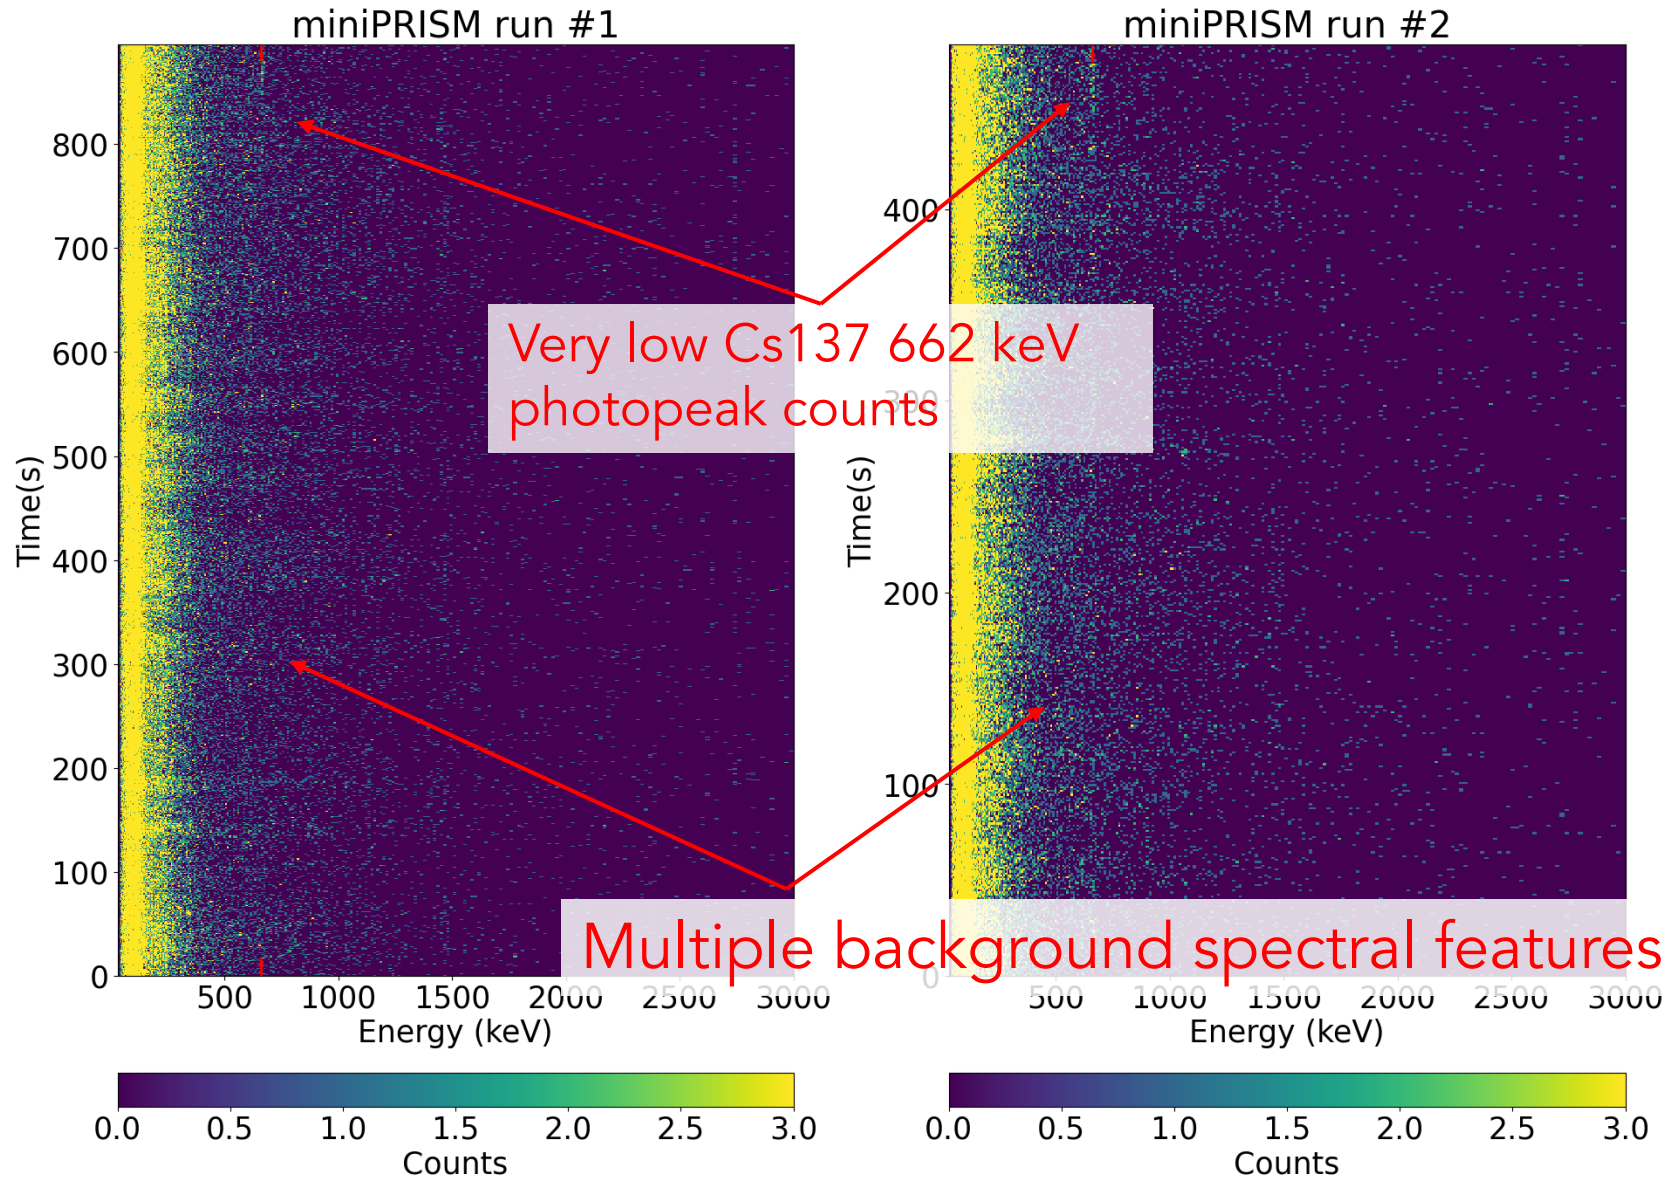 miniPRISM run #1
miniPRISM run #2
800
700
600
500
400
300
200
100
0
Time(s)
400
300
200
100
0
Time(s)
Very low Cs137 662 keV
photopeak counts
Multiple background spectral features
500 1000 1500 2000 2500 3000
Energy (keV)
500 1000 1500 2000 2500 3000
Energy (keV)
0.0 0.5 1.0 1.5 2.0 2.5 3.0
Counts
0.0 0.5 1.0 1.5 2.0 2.5 3.0
Counts